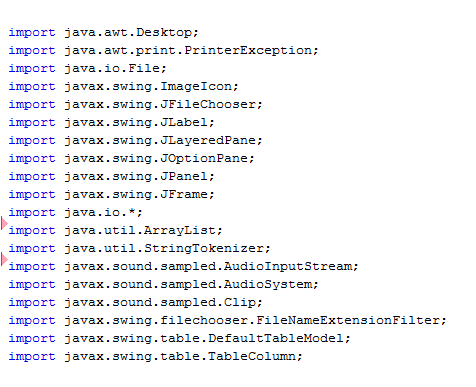 import java.awt.Desktop;
import java.awt.print.PrinterException;
import java.io.File;
import javax.swing.ImageIcon;
import javax.swing.JFileChooser;
import javax.swing.JLabel;
import javax.swing.JLayeredPane;
import javax.swing.JOptionPane;
import javax.swing.JPanel;
import javax.swing.JFrame;
import java.io.*;
import java.util.ArrayList;
import java.util.StringTokenizer;
import javax.sound.sampled.AudioInputStream;
import javax.sound.sampled.AudioSystem;
import javax.sound.sampled.Clip;
import javax.swing.filechooser.FileNameExtensionFilter;
import javax.swing.table.DefaultTableModel;
import javax.swing.table.TableColumn;